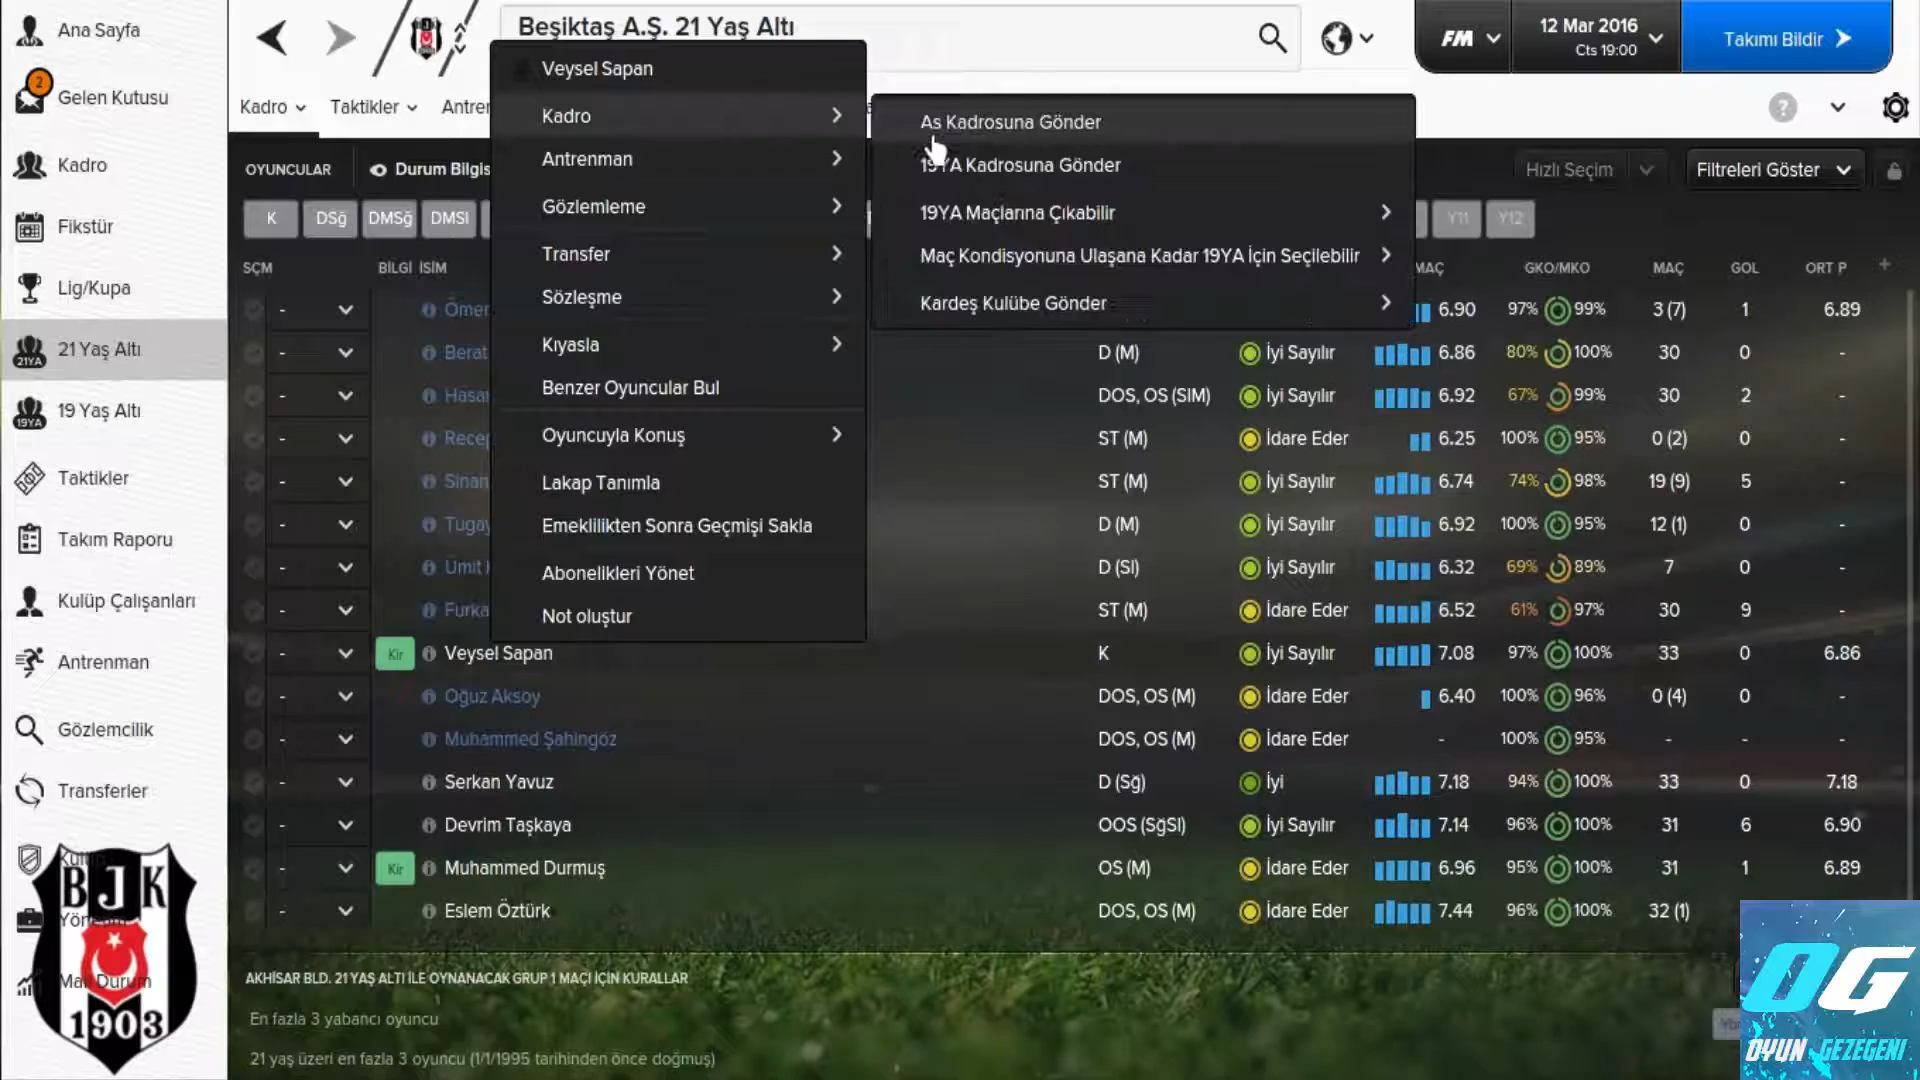 Ana Sayfa
2
Gelen Kutusu
Kadro
Fikstür
Lig/Kupa
21YA
21 Yaş Altı
19YA
19 Yaş Altı
Taktikler
Takım Raporu
Kulüp Çalışanları
Antrenman
Gözlemcilik
Transferler
Kulüp
Yönetim
Mali Durum
BJK
1903
BJK
Beşiktaş A.Ş. 21 Yaş Altı
FM
12 Mar 2016
Cts 19:00
Takımı Bildir
Kadro
Taktikler
Antre
?
OYUNCULAR
Durum Bilgis
Hızlı Seçim
Filtreleri Göster
K DSğ DMSğ DMSl Y11 Y12
SÇM BİLGİ İSİM MAÇ GKO/MKO MAÇ GOL ORT P +
Veysel Sapan
Kadro
Antrenman
Gözlemleme
Transfer
Sözleşme
Kıyasla
Benzer Oyuncular Bul
Oyuncuyla Konuş
Lakap Tanımla
Emeklilikten Sonra Geçmişi Sakla
Abonelikleri Yönet
Not oluştur
As Kadrosuna Gönder
19YA Kadrosuna Gönder
19YA Maçlarına Çıkabilir
Maç Kondisyonuna Ulaşana Kadar 19YA İçin Seçilebilir
Kardeş Kulübe Gönder
- Ömer 6.90 97% 99% 3 (7) 1 6.89
- Berat D (M) İyi Sayılır 6.86 80% 100% 30 0 -
- Hasa DOS, OS (SlM) İyi Sayılır 6.92 67% 99% 30 2 -
- Recep ST (M) İdare Eder 6.25 100% 95% 0 (2) 0 -
- Sinan ST (M) İyi Sayılır 6.74 74% 98% 19 (9) 5 -
- Tugay D (M) İyi Sayılır 6.92 100% 95% 12 (1) 0 -
- Ümit D (Sl) İyi Sayılır 6.32 69% 89% 7 0 -
- Furka ST (M) İdare Eder 6.52 61% 97% 30 9 -
- Kir Veysel Sapan K İyi Sayılır 7.08 97% 100% 33 0 6.86
- Oğuz Aksoy DOS, OS (M) İdare Eder 6.40 100% 96% 0 (4) 0 -
- Muhammed Şahingöz DOS, OS (M) İdare Eder - 100% 95% - - -
- Serkan Yavuz D (Sğ) İyi 7.18 94% 100% 33 0 7.18
- Devrim Taşkaya OOS (SğSl) İyi Sayılır 7.14 96% 100% 31 6 6.90
- Kir Muhammed Durmuş OS (M) İdare Eder 6.96 95% 100% 31 1 6.89
- Eslem Öztürk DOS, OS (M) İdare Eder 7.44 96% 100% 32 (1)
AKHİSAR BLD. 21 YAŞ ALTI İLE OYNANACAK GRUP 1 MAÇI İÇİN KURALLAR
En fazla 3 yabancı oyuncu
21 yaş üzeri en fazla 3 oyuncu (1/1/1995 tarihinden önce doğmuş)
OG
OYUN GEZEGENI